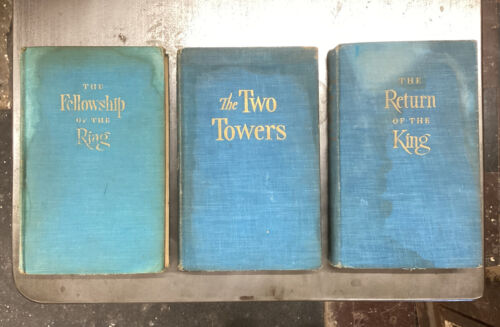 THE
Fellowship
OF THE
Ring
the Two
Towers
THE
Return
OF THE
King